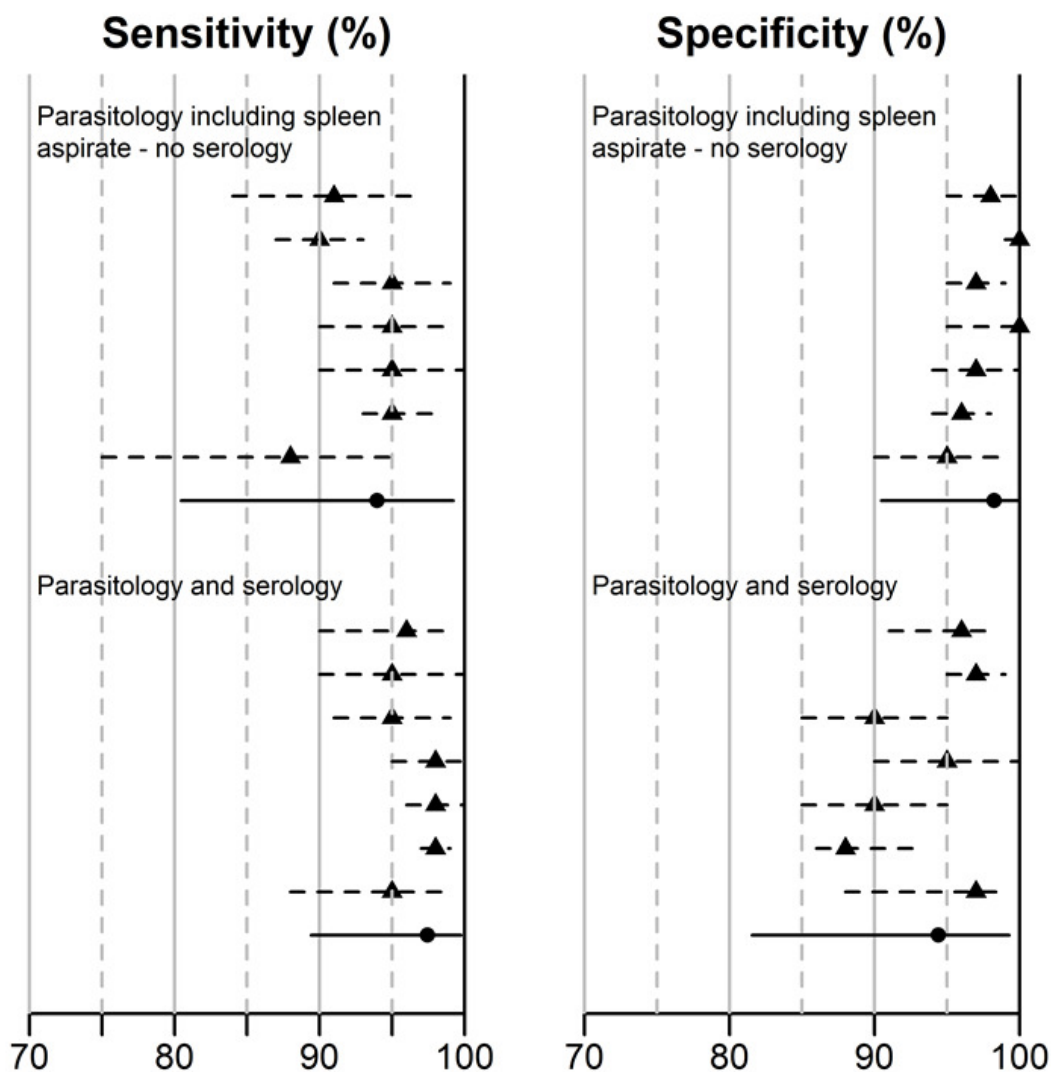 Sensitivity (%)
Parasitology including spleen
aspirate - no serology
Parasitology and serology
70 80 90 100
Specificity (%)
Parasitology including spleen
aspirate - no serology
Parasitology and serology
70 80 90 100